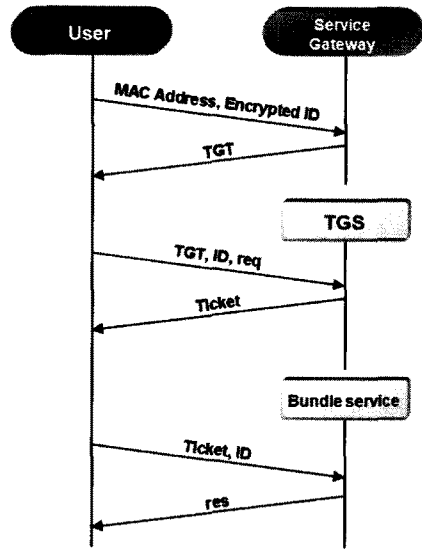 User
Service
Gateway
MAC Address, Encrypted ID
TGT
TGS
TGT, ID, req
Ticket
Bundle service
Ticket, ID
res